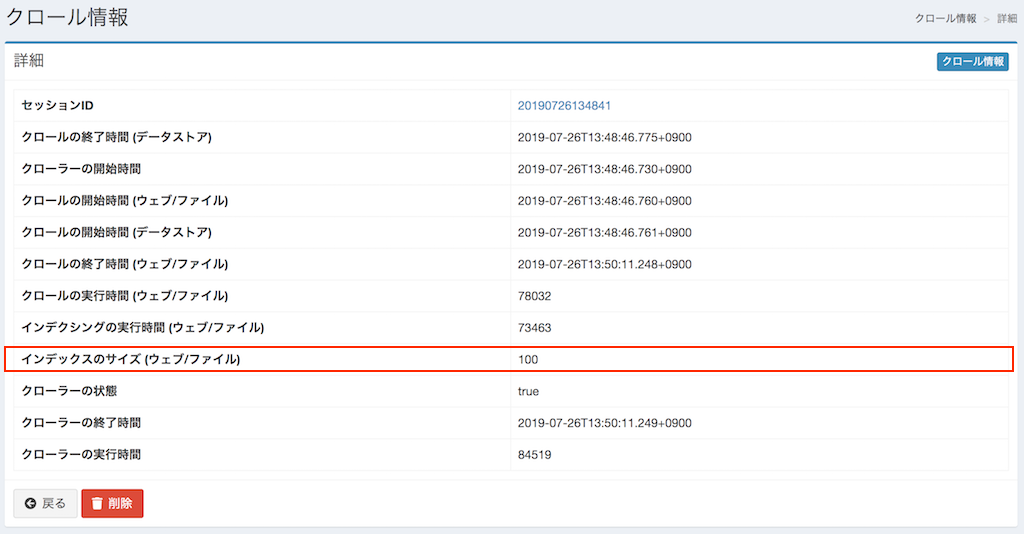 クロール情報
クロール情報 > 詳細
詳細
クロール情報
セッションID 20190726134841
クロールの終了時間 (データストア) 2019-07-26T13:48:46.775+0900
クローラーの開始時間 2019-07-26T13:48:46.730+0900
クロールの開始時間 (ウェブ/ファイル) 2019-07-26T13:48:46.760+0900
クロールの開始時間 (データストア) 2019-07-26T13:48:46.761+0900
クロールの終了時間 (ウェブ/ファイル) 2019-07-26T13:50:11.248+0900
クロールの実行時間 (ウェブ/ファイル) 78032
インデクシングの実行時間 (ウェブ/ファイル) 73463
インデックスのサイズ (ウェブ/ファイル) 100
クローラーの状態 true
クローラーの終了時間 2019-07-26T13:50:11.249+0900
クローラーの実行時間 84519
戻る 削除